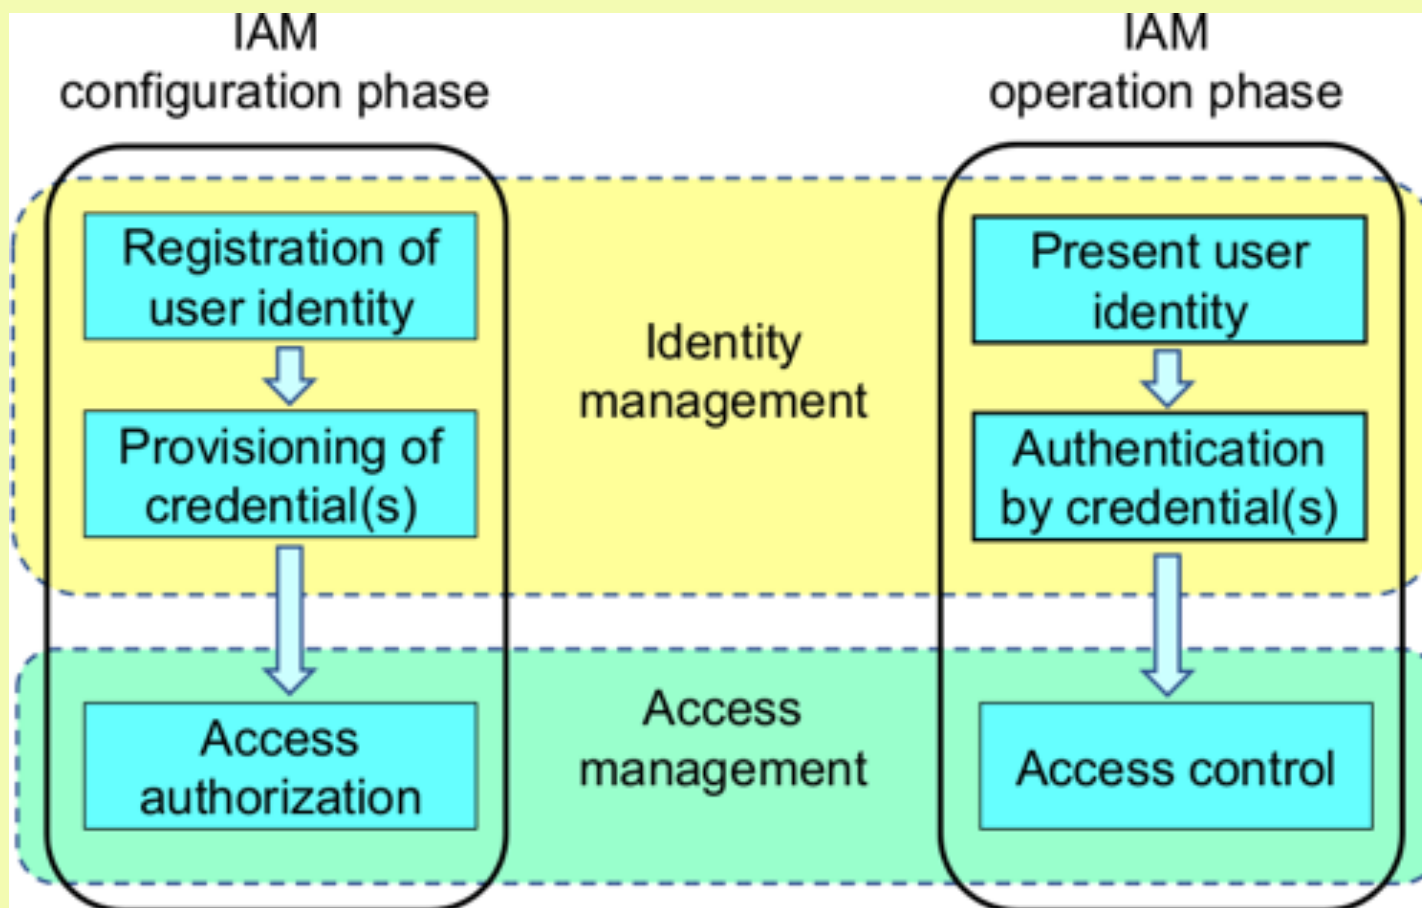 IAM
configuration phase
IAM
operation phase
Registration of
user identity
Present user
identity
Identity
management
Provisioning of
credential(s)
Authentication
by credential(s)
Access
management
Access
authorization
Access control